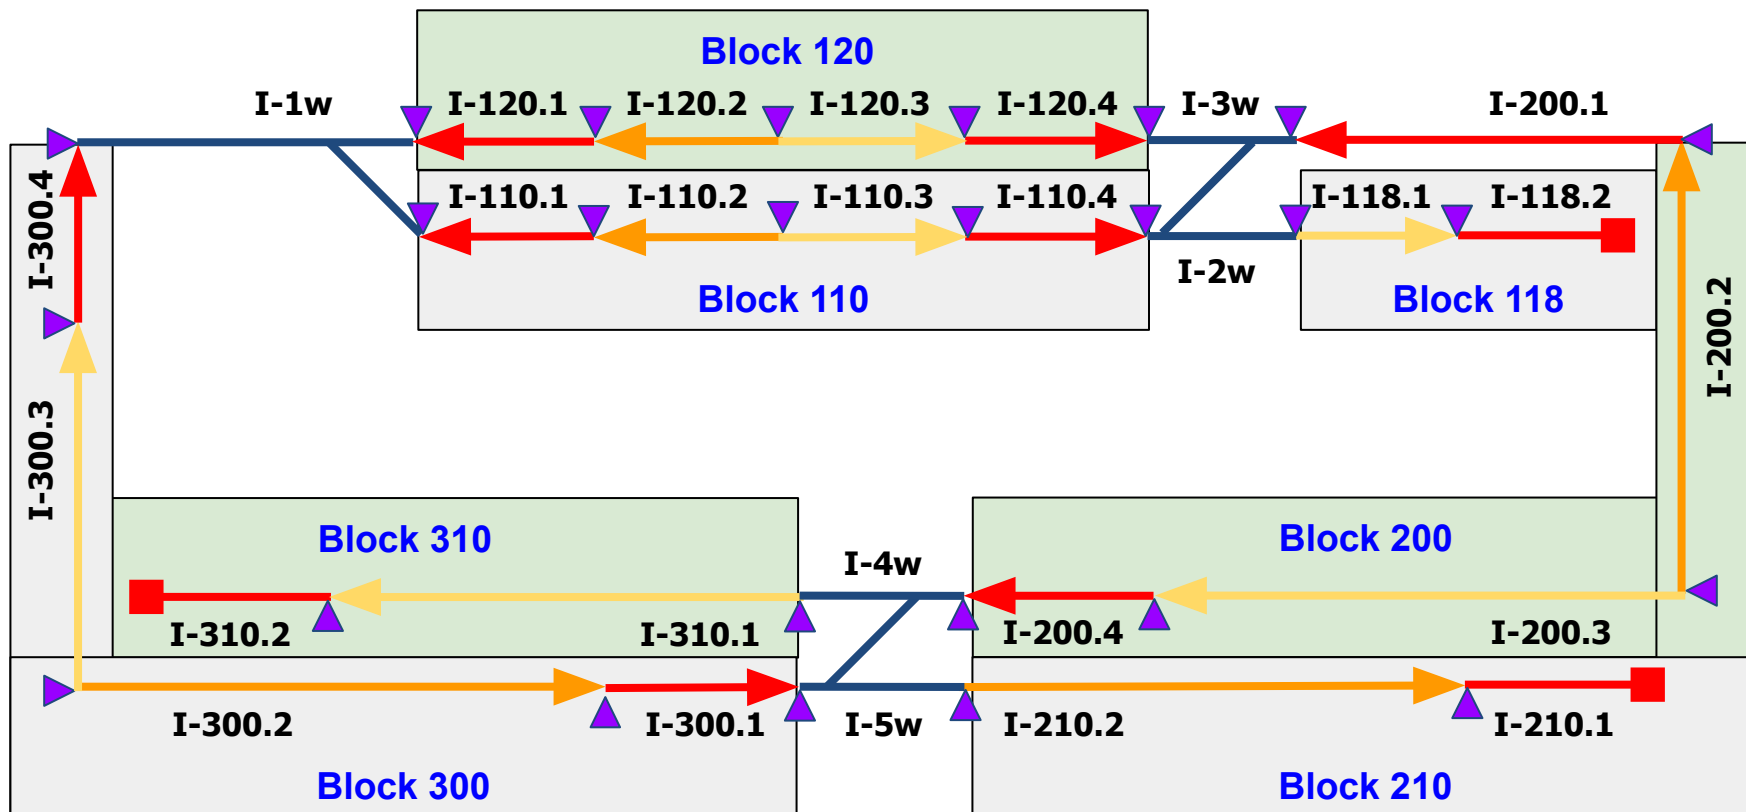 Block 120
I-1w
I-120.1
I-120.2
I-120.3
I-120.4
I-3w
I-200.1
I-300.4
I-110.1
I-110.2
I-110.3
I-110.4
I-118.1
I-118.2
I-2w
Block 110
Block 118
I-200.2
I-300.3
Block 310
I-4w
Block 200
I-310.2
I-310.1
I-200.4
I-200.3
I-300.2
I-300.1
I-5w
I-210.2
I-210.1
Block 300
Block 210